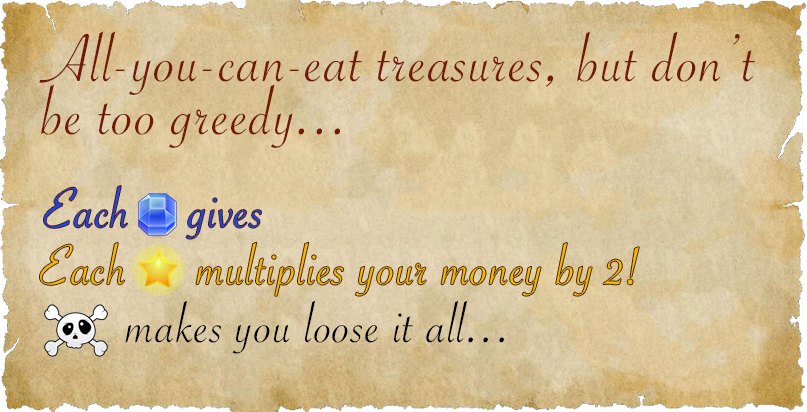 All-you-can-eat treasures, but don't
be too greedy...
Each gives
Each multiplies your money by 2!
makes you loose it all...